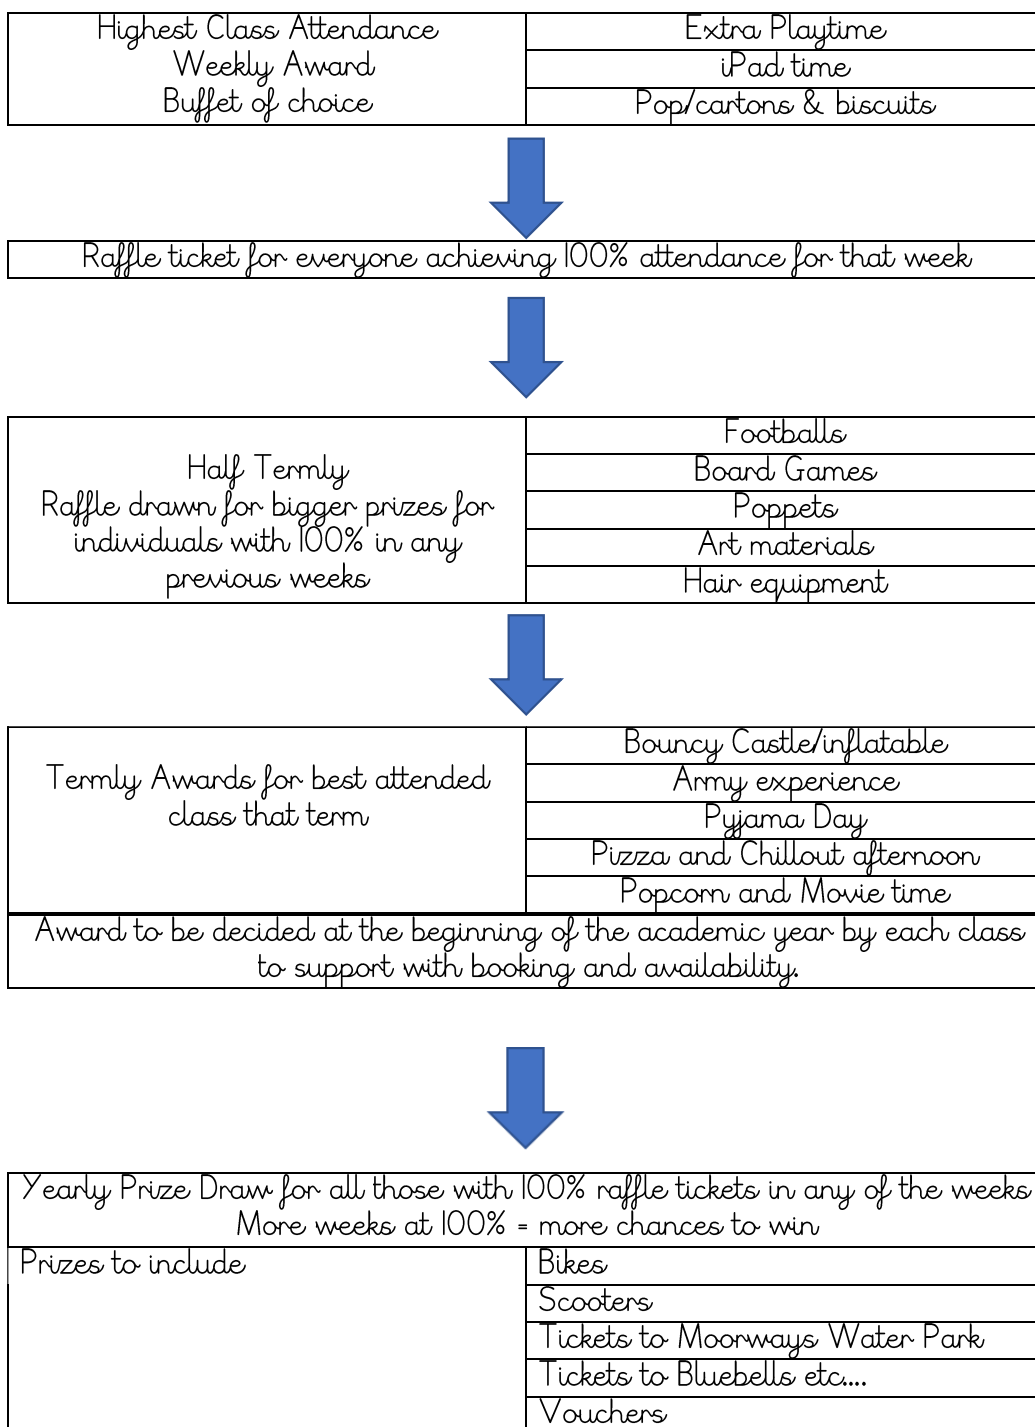 Highest Class Attendance
Weekly Award
Buffet of choice
Extra Playtime
iPad time
Pop/cartons & biscuits
Raffle ticket for everyone achieving 100% attendance for that week
Half Termly
Raffle drawn for bigger prizes for
individuals with 100% in any
previous weeks
Footballs
Board Games
Poppets
Art materials
Hair equipment
Termly Awards for best attended
class that term
Bouncy Castle/inflatable
Army experience
Pyjama Day
Pizza and Chillout afternoon
Popcorn and Movie time
Award to be decided at the beginning of the academic year by each class
to support with booking and availability.
Yearly Prize Draw for all those with 100% raffle tickets in any of the weeks
More weeks at 100% = more chances to win
Prizes to include
Bikes
Scooters
Tickets to Moorways Water Park
Tickets to Bluebells etc....
Vouchers